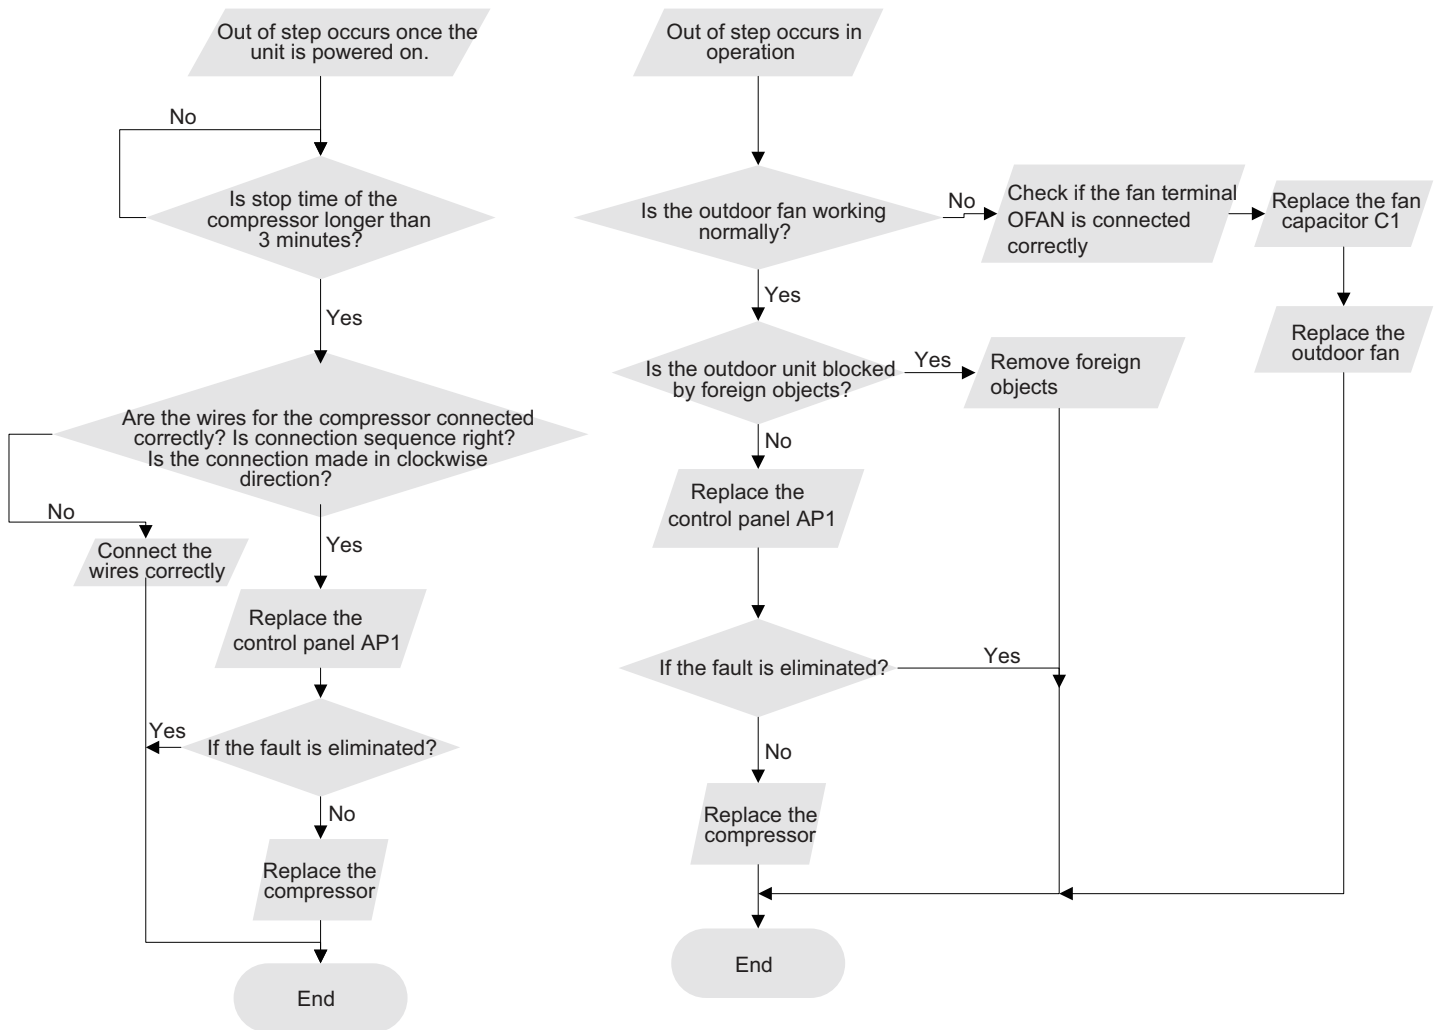 Out of step occurs once the
unit is powered on.
No
Is stop time of the
compressor longer than
3 minutes?
Yes
Are the wires for the compressor connected
correctly? Is connection sequence right?
Is the connection made in clockwise
direction?
No
Connect the
wires correctly
Yes
Replace the
control panel AP1
Yes
If the fault is eliminated?
No
Replace the
compressor
End
Out of step occurs in
operation
Is the outdoor fan working
normally?
No
Check if the fan terminal
OFAN is connected
correctly
Replace the fan
capacitor C1
Replace the
outdoor fan
Yes
Is the outdoor unit blocked
by foreign objects?
Yes
Remove foreign
objects
No
Replace the
control panel AP1
If the fault is eliminated?
Yes
No
Replace the
compressor
End